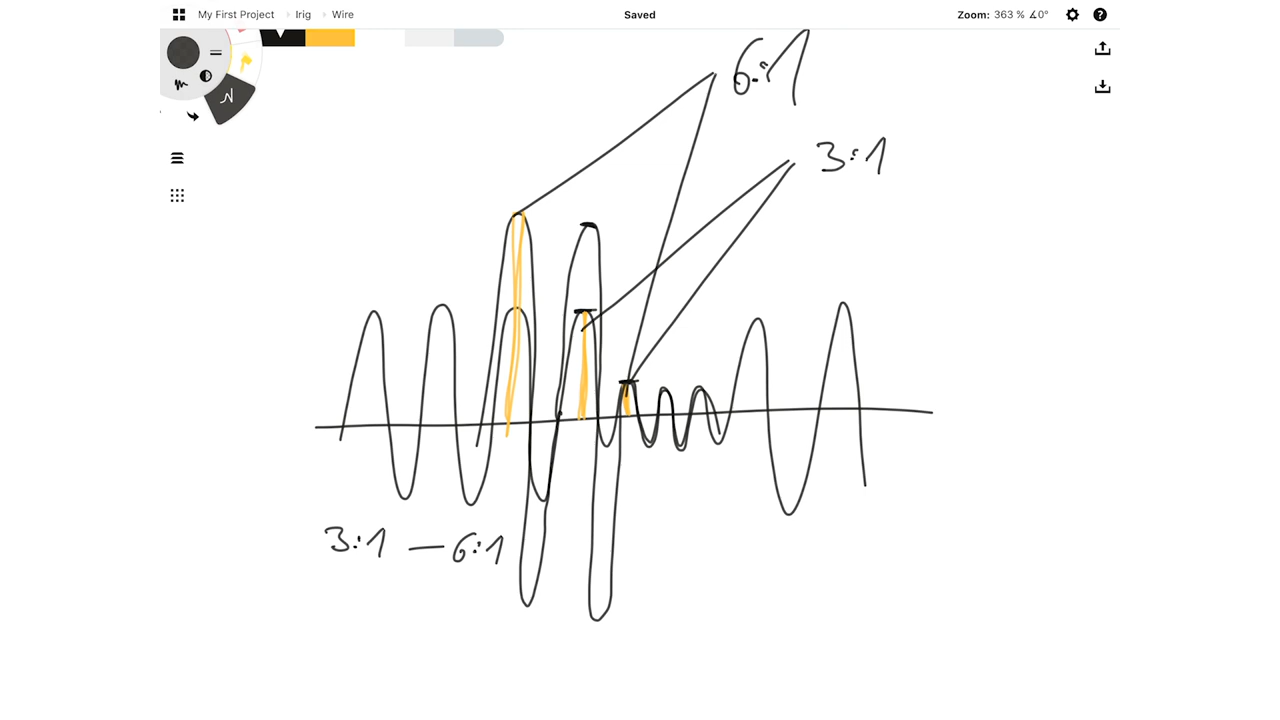 My First Project Irig Wire
Saved
Zoom: 363 % ∡0°
6:1
3:1
3:1 — 6:1